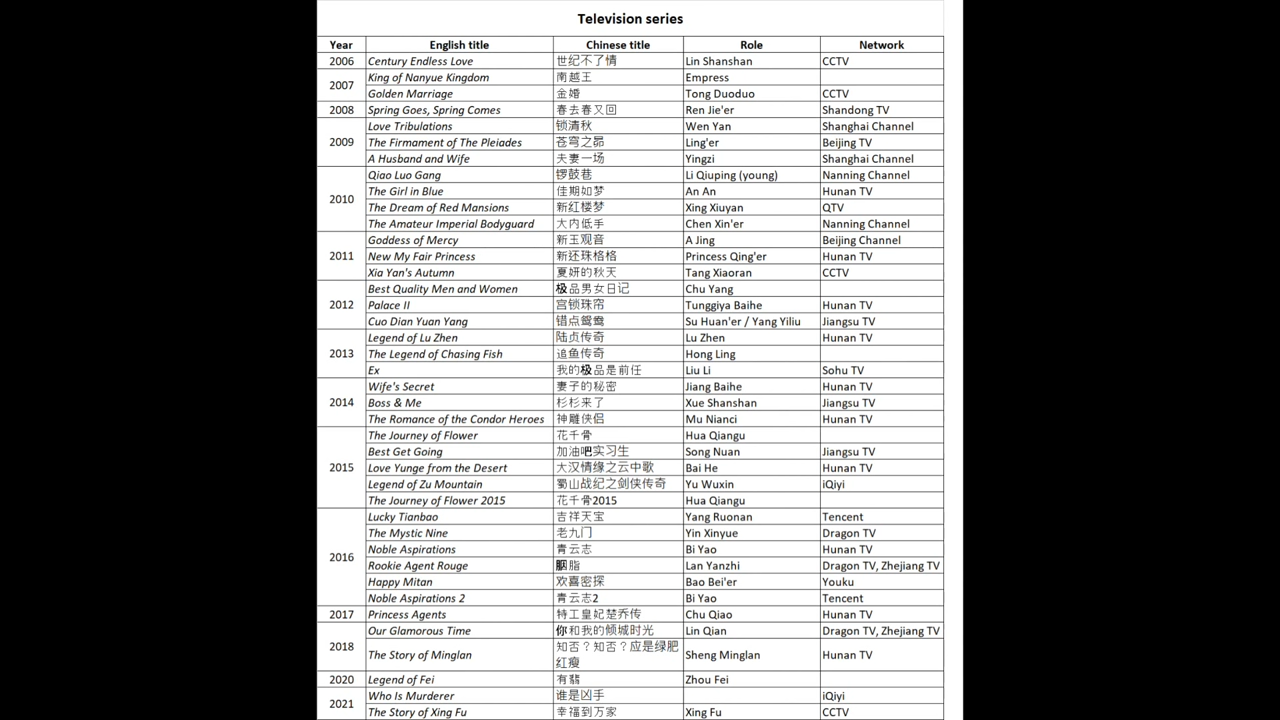 Television series
Year English title Chinese title Role Network
2006 Century Endless Love 世纪不了情 Lin Shanshan CCTV
2007 King of Nanyue Kingdom 南越王 Empress
Golden Marriage 金婚 Tong Duoduo CCTV
2008 Spring Goes, Spring Comes 春去春又回 Ren Jie'er Shandong TV
2009 Love Tribulations 锁清秋 Wen Yan Shanghai Channel
The Firmament of The Pleiades 苍穹之昴 Ling'er Beijing TV
A Husband and Wife 夫妻一场 Yingzi Shanghai Channel
2010 Qiao Luo Gang 锣鼓巷 Li Qiuping (young) Nanning Channel
The Girl in Blue 佳期如梦 An An Hunan TV
The Dream of Red Mansions 新红楼梦 Xing Xiuyan QTV
The Amateur Imperial Bodyguard 大内低手 Chen Xin'er Nanning Channel
2011 Goddess of Mercy 新玉观音 A Jing Beijing Channel
New My Fair Princess 新还珠格格 Princess Qing'er Hunan TV
Xia Yan's Autumn 夏妍的秋天 Tang Xiaoran CCTV
2012 Best Quality Men and Women 极品男女日记 Chu Yang
Palace II 宫锁珠帘 Tunggiya Baihe Hunan TV
Cuo Dian Yuan Yang 错点鸳鸯 Su Huan'er / Yang Yiliu Jiangsu TV
2013 Legend of Lu Zhen 陆贞传奇 Lu Zhen Hunan TV
The Legend of Chasing Fish 追鱼传奇 Hong Ling
Ex 我的极品是前任 Liu Li Sohu TV
2014 Wife's Secret 妻子的秘密 Jiang Baihe Hunan TV
Boss & Me 杉杉来了 Xue Shanshan Jiangsu TV
The Romance of the Condor Heroes 神雕侠侣 Mu Nianci Hunan TV
2015 The Journey of Flower 花千骨 Hua Qiangu
Best Get Going 加油吧实习生 Song Nuan Jiangsu TV
Love Yunge from the Desert 大汉情缘之云中歌 Bai He Hunan TV
Legend of Zu Mountain 蜀山战纪之剑侠传奇 Yu Wuxin iQiyi
The Journey of Flower 2015 花千骨2015 Hua Qiangu
2016 Lucky Tianbao 吉祥天宝 Yang Ruonan Tencent
The Mystic Nine 老九门 Yin Xinyue Dragon TV
Noble Aspirations 青云志 Bi Yao Hunan TV
Rookie Agent Rouge 胭脂 Lan Yanzhi Dragon TV, Zhejiang TV
Happy Mitan 欢喜密探 Bao Bei'er Youku
Noble Aspirations 2 青云志2 Bi Yao Tencent
2017 Princess Agents 特工皇妃楚乔传 Chu Qiao Hunan TV
2018 Our Glamorous Time 你和我的倾城时光 Lin Qian Dragon TV, Zhejiang TV
The Story of Minglan 知否？知否？应是绿肥红瘦 Sheng Minglan Hunan TV
2020 Legend of Fei 有翡 Zhou Fei
2021 Who Is Murderer 谁是凶手 iQiyi
The Story of Xing Fu 幸福到万家 Xing Fu CCTV